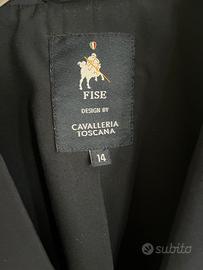 FISE
DESIGN BY
CAVALLERIA
TOSCANA
14
subito